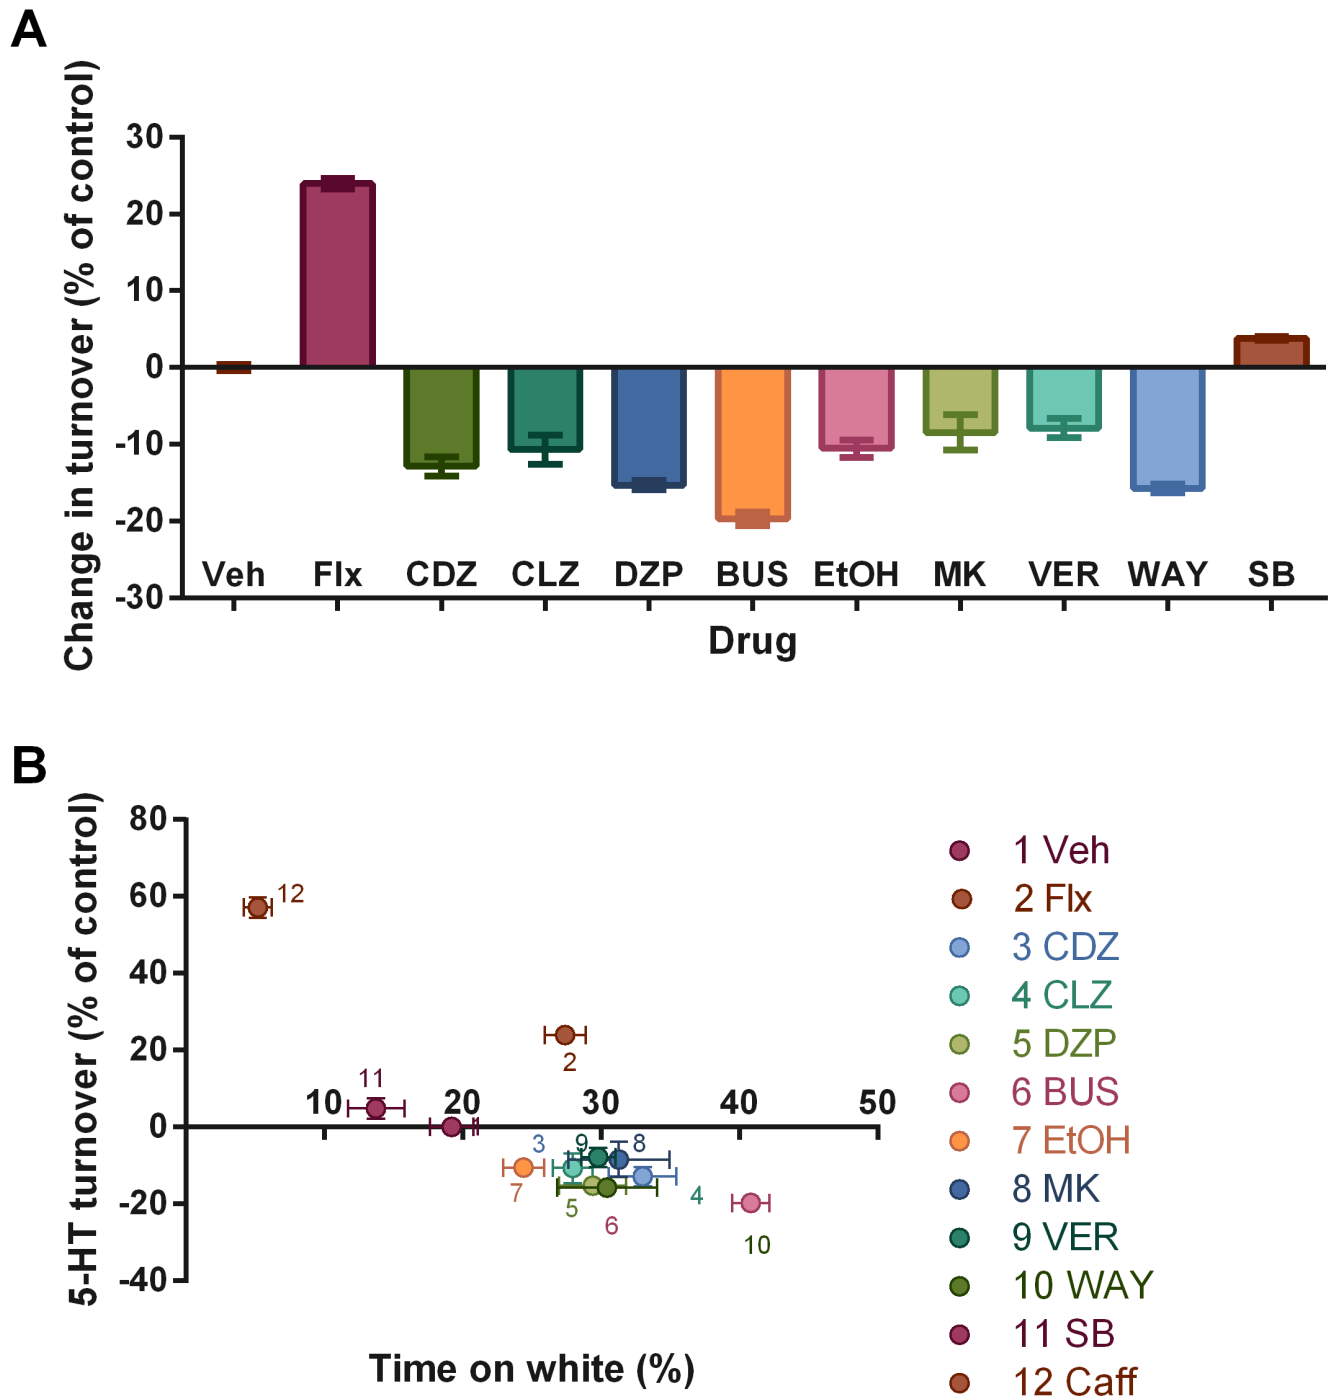 A
Change in turnover (% of control)
30
20
10
0
-10
-20
-30
Veh Flx CDZ CLZ DZP BUS EtOH MK VER WAY SB
Drug
B
5-HT turnover (% of control)
80
60
40
20
0
-20
-40
12
2
11
10 20 30 40 50
3 9 8
7 5 6 4 10
Time on white (%)
1 Veh
2 Flx
3 CDZ
4 CLZ
5 DZP
6 BUS
7 EtOH
8 MK
9 VER
10 WAY
11 SB
12 Caff